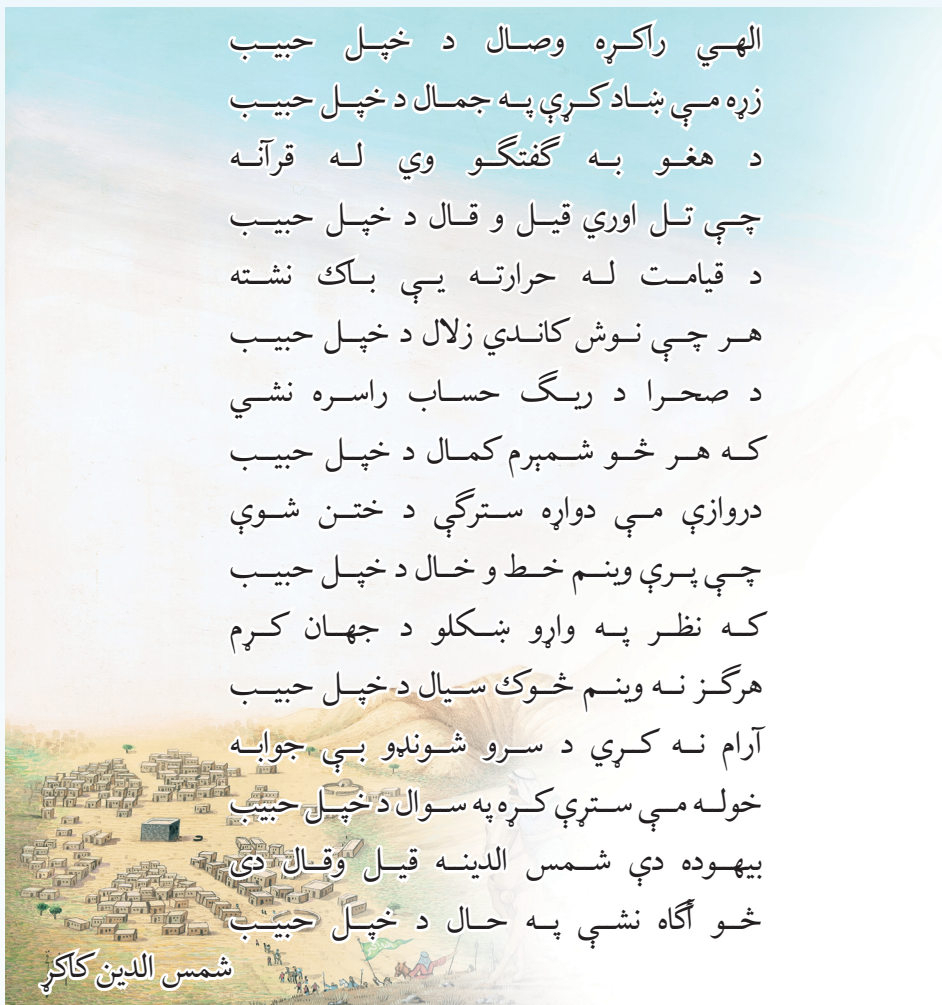 الهي راکړه وصال د خپل حبيب
زړه مې ښاد کړې په جمال د خپل حبيب
د هغو به گفتگو وي له قرآنه
چې تل اوري قيل و قال د خپل حبيب
د قيامت له حرارته يې باک نشته
هر چې نوش کاندي زلال د خپل حبيب
د صحرا د ريگ حساب راسره نشي
که هر څو شمېرم کمال د خپل حبيب
دروازې مې دواړه سترگې د ختن شوې
چې پرې وينم خط و خال د خپل حبيب
که نظر په واړو ښکلو د جهان کړم
هرگز نه وينم څوک سيال د خپل حبيب
آرام نه کړي د سرو شونډو بې جوابه
خوله مې ستړې کړه په سوال د خپل حبيب
بيهوده دې شمس الدينه قيل وقال دی
څو آگاه نشې په حال د خپل حبيب
شمس الدين کاکړ